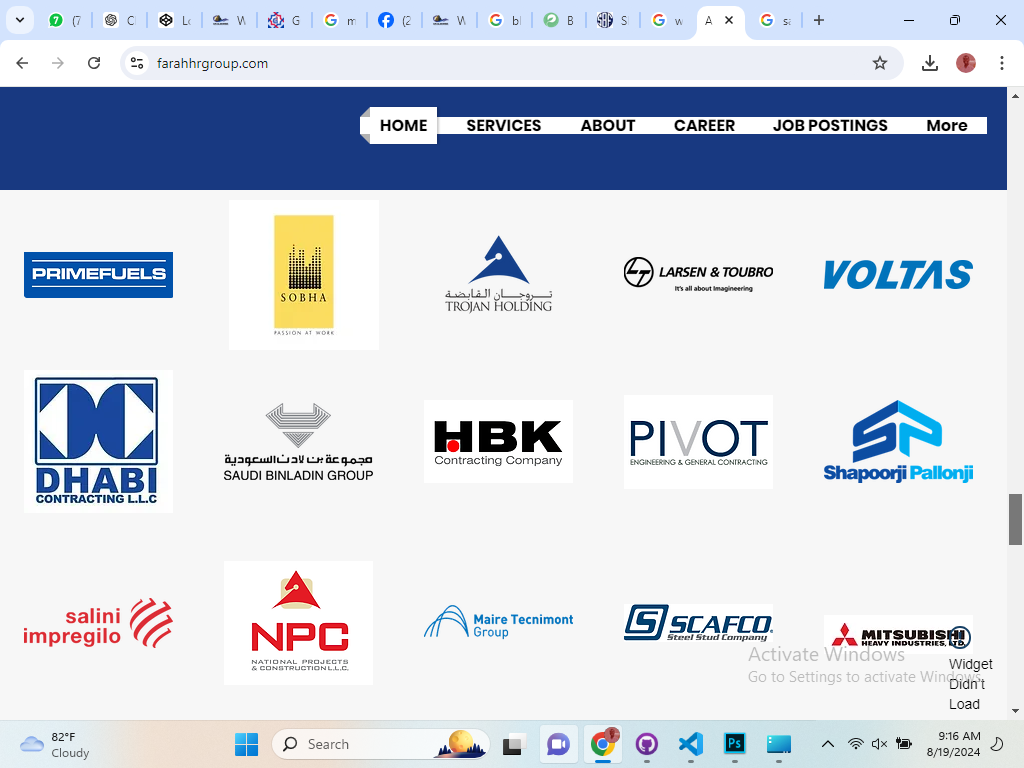 (7
C
Lo
W
G
m
(2
W
bl
B
S
w
A
sa
farahhrgroup.com
HOME SERVICES ABOUT CAREER JOB POSTINGS More
PRIMEFUELS
SOBHA
PASSION AT WORK
تروجان القابضة
TROJAN HOLDING
LARSEN & TOUBRO
It's all about Imagineering
VOLTAS
DHABI
CONTRACTING L.L.C
مجموعة بن لادن السعودية
SAUDI BINLADIN GROUP
HBK
Contracting Company
PIVOT
ENGINEERING & GENERAL CONTRACTING
Shapoorji Pallonji
salini
impregilo
NPC
NATIONAL PROJECTS
& CONSTRUCTION L.L.C.
Maire Tecnimont
Group
SCAFCO
Steel Stud Company
MITSUBISHI
HEAVY INDUSTRIES, LTD
Activate Windows
Go to Settings to activate Windows.
Widget
Didn't
Load
82°F
Cloudy
Search
Ps
9:16 AM
8/19/2024